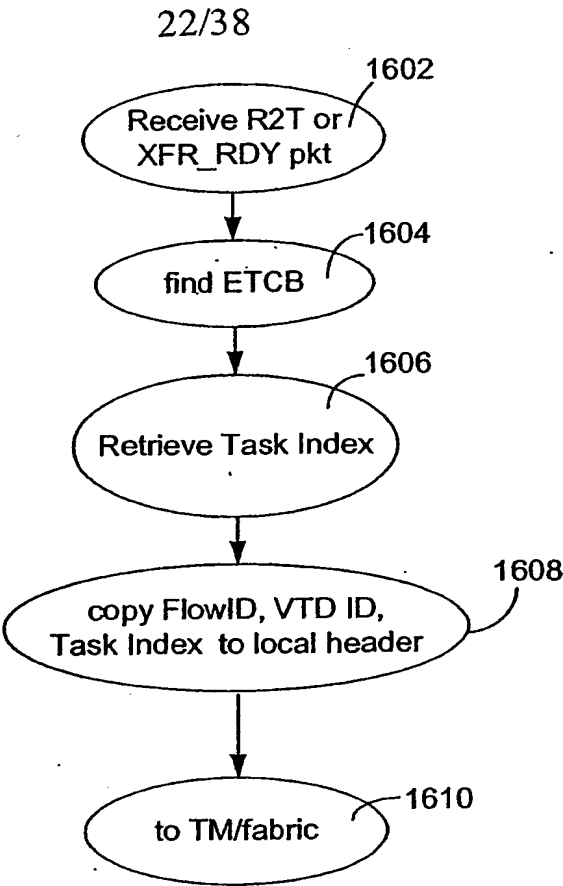 22/38
1602
Receive R2T or
XFR_RDY pkt
1604
find ETCB
1606
Retrieve Task Index
1608
copy FlowID, VTD ID,
Task Index to local header
1610
to TM/fabric